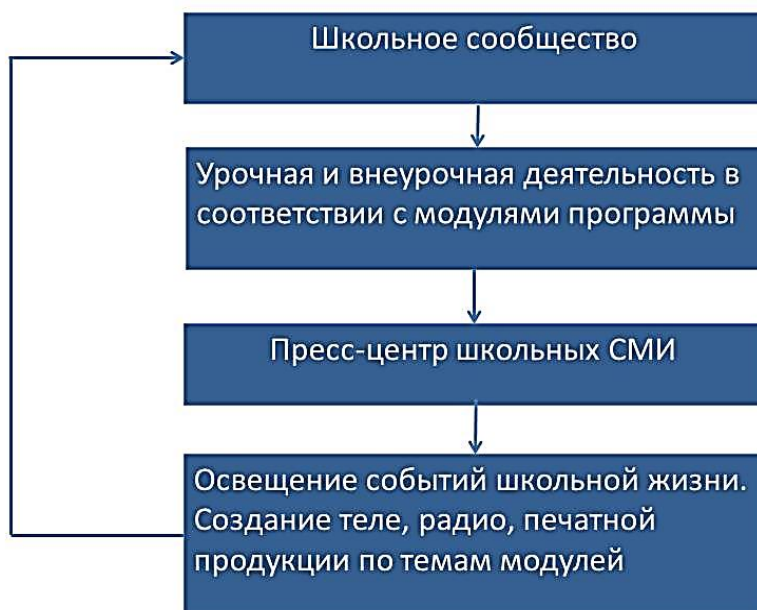 Школьное сообщество
Урочная и внеурочная деятельность в
соответствии с модулями программы
Пресс-центр школьных СМИ
Освещение событий школьной жизни.
Создание теле, радио, печатной
продукции по темам модулей